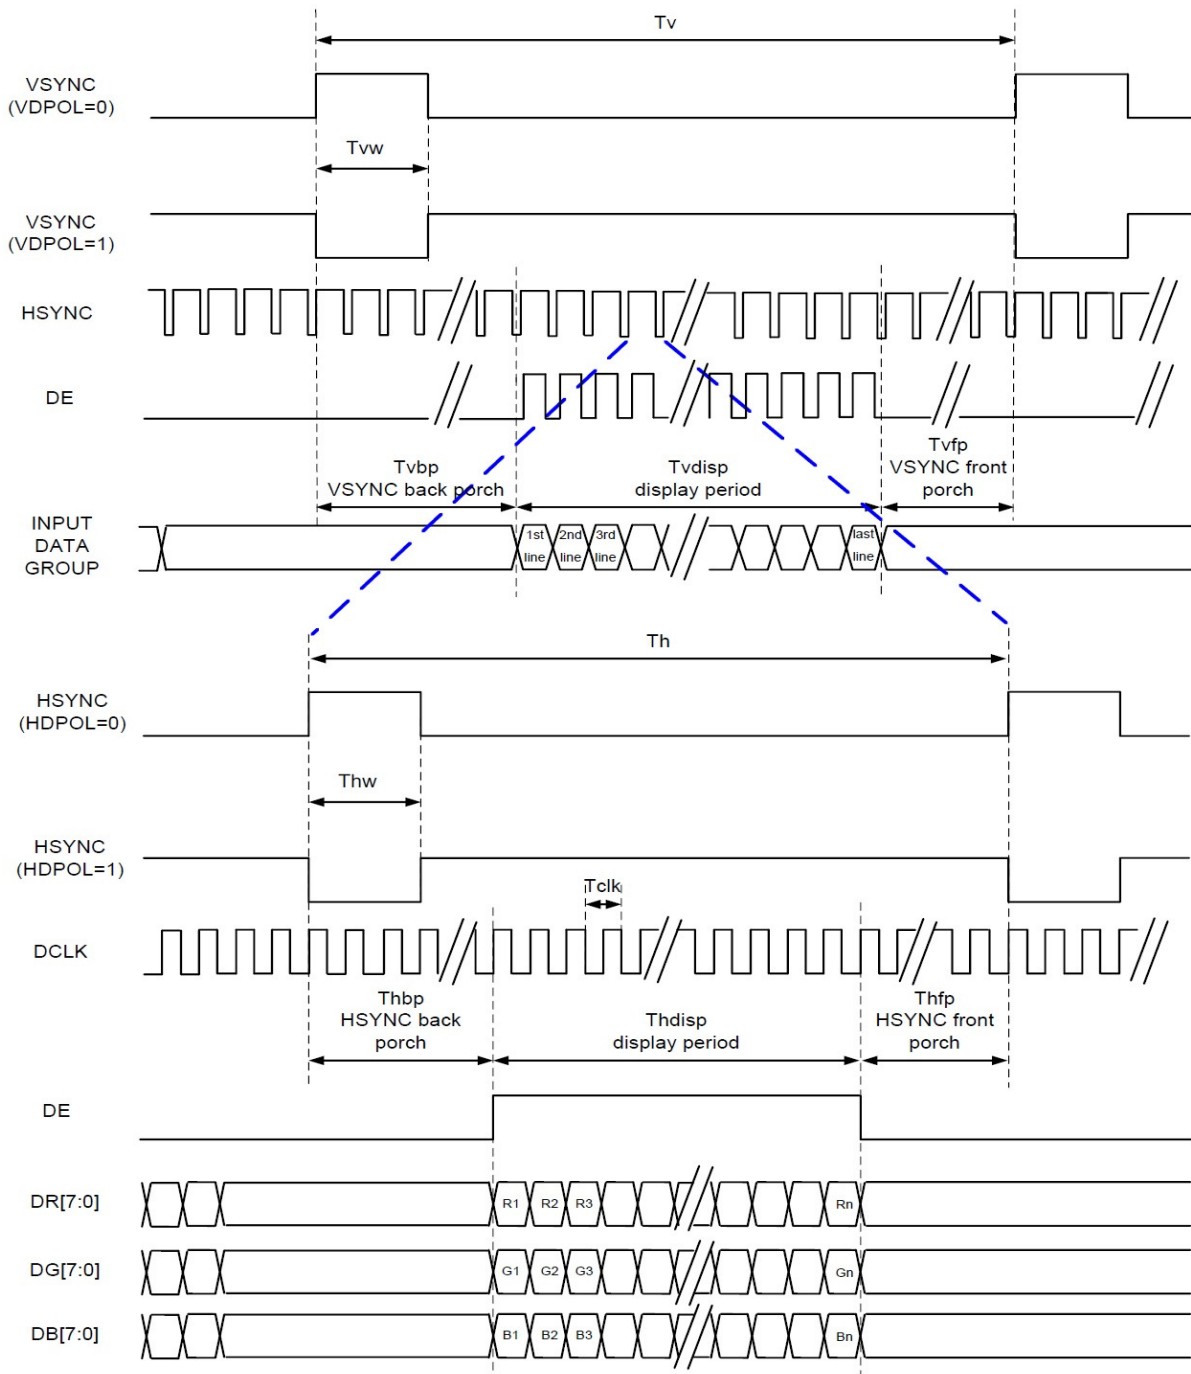 Tv
VSYNC
(VDPOL=0)
Tvw
VSYNC
(VDPOL=1)
HSYNC
DE
Tvbp
VSYNC back porch
Tvdisp
display period
Tvfp
VSYNC front
porch
INPUT
DATA
GROUP
1st
line
2nd
line
3rd
line
last
line
Th
HSYNC
(HDPOL=0)
Thw
HSYNC
(HDPOL=1)
Tclk
DCLK
Thbp
HSYNC back
porch
Thdisp
display period
Thfp
HSYNC front
porch
DE
DR[7:0]
R1 R2 R3 Rn
DG[7:0]
G1 G2 G3 Gn
DB[7:0]
B1 B2 B3 Bn